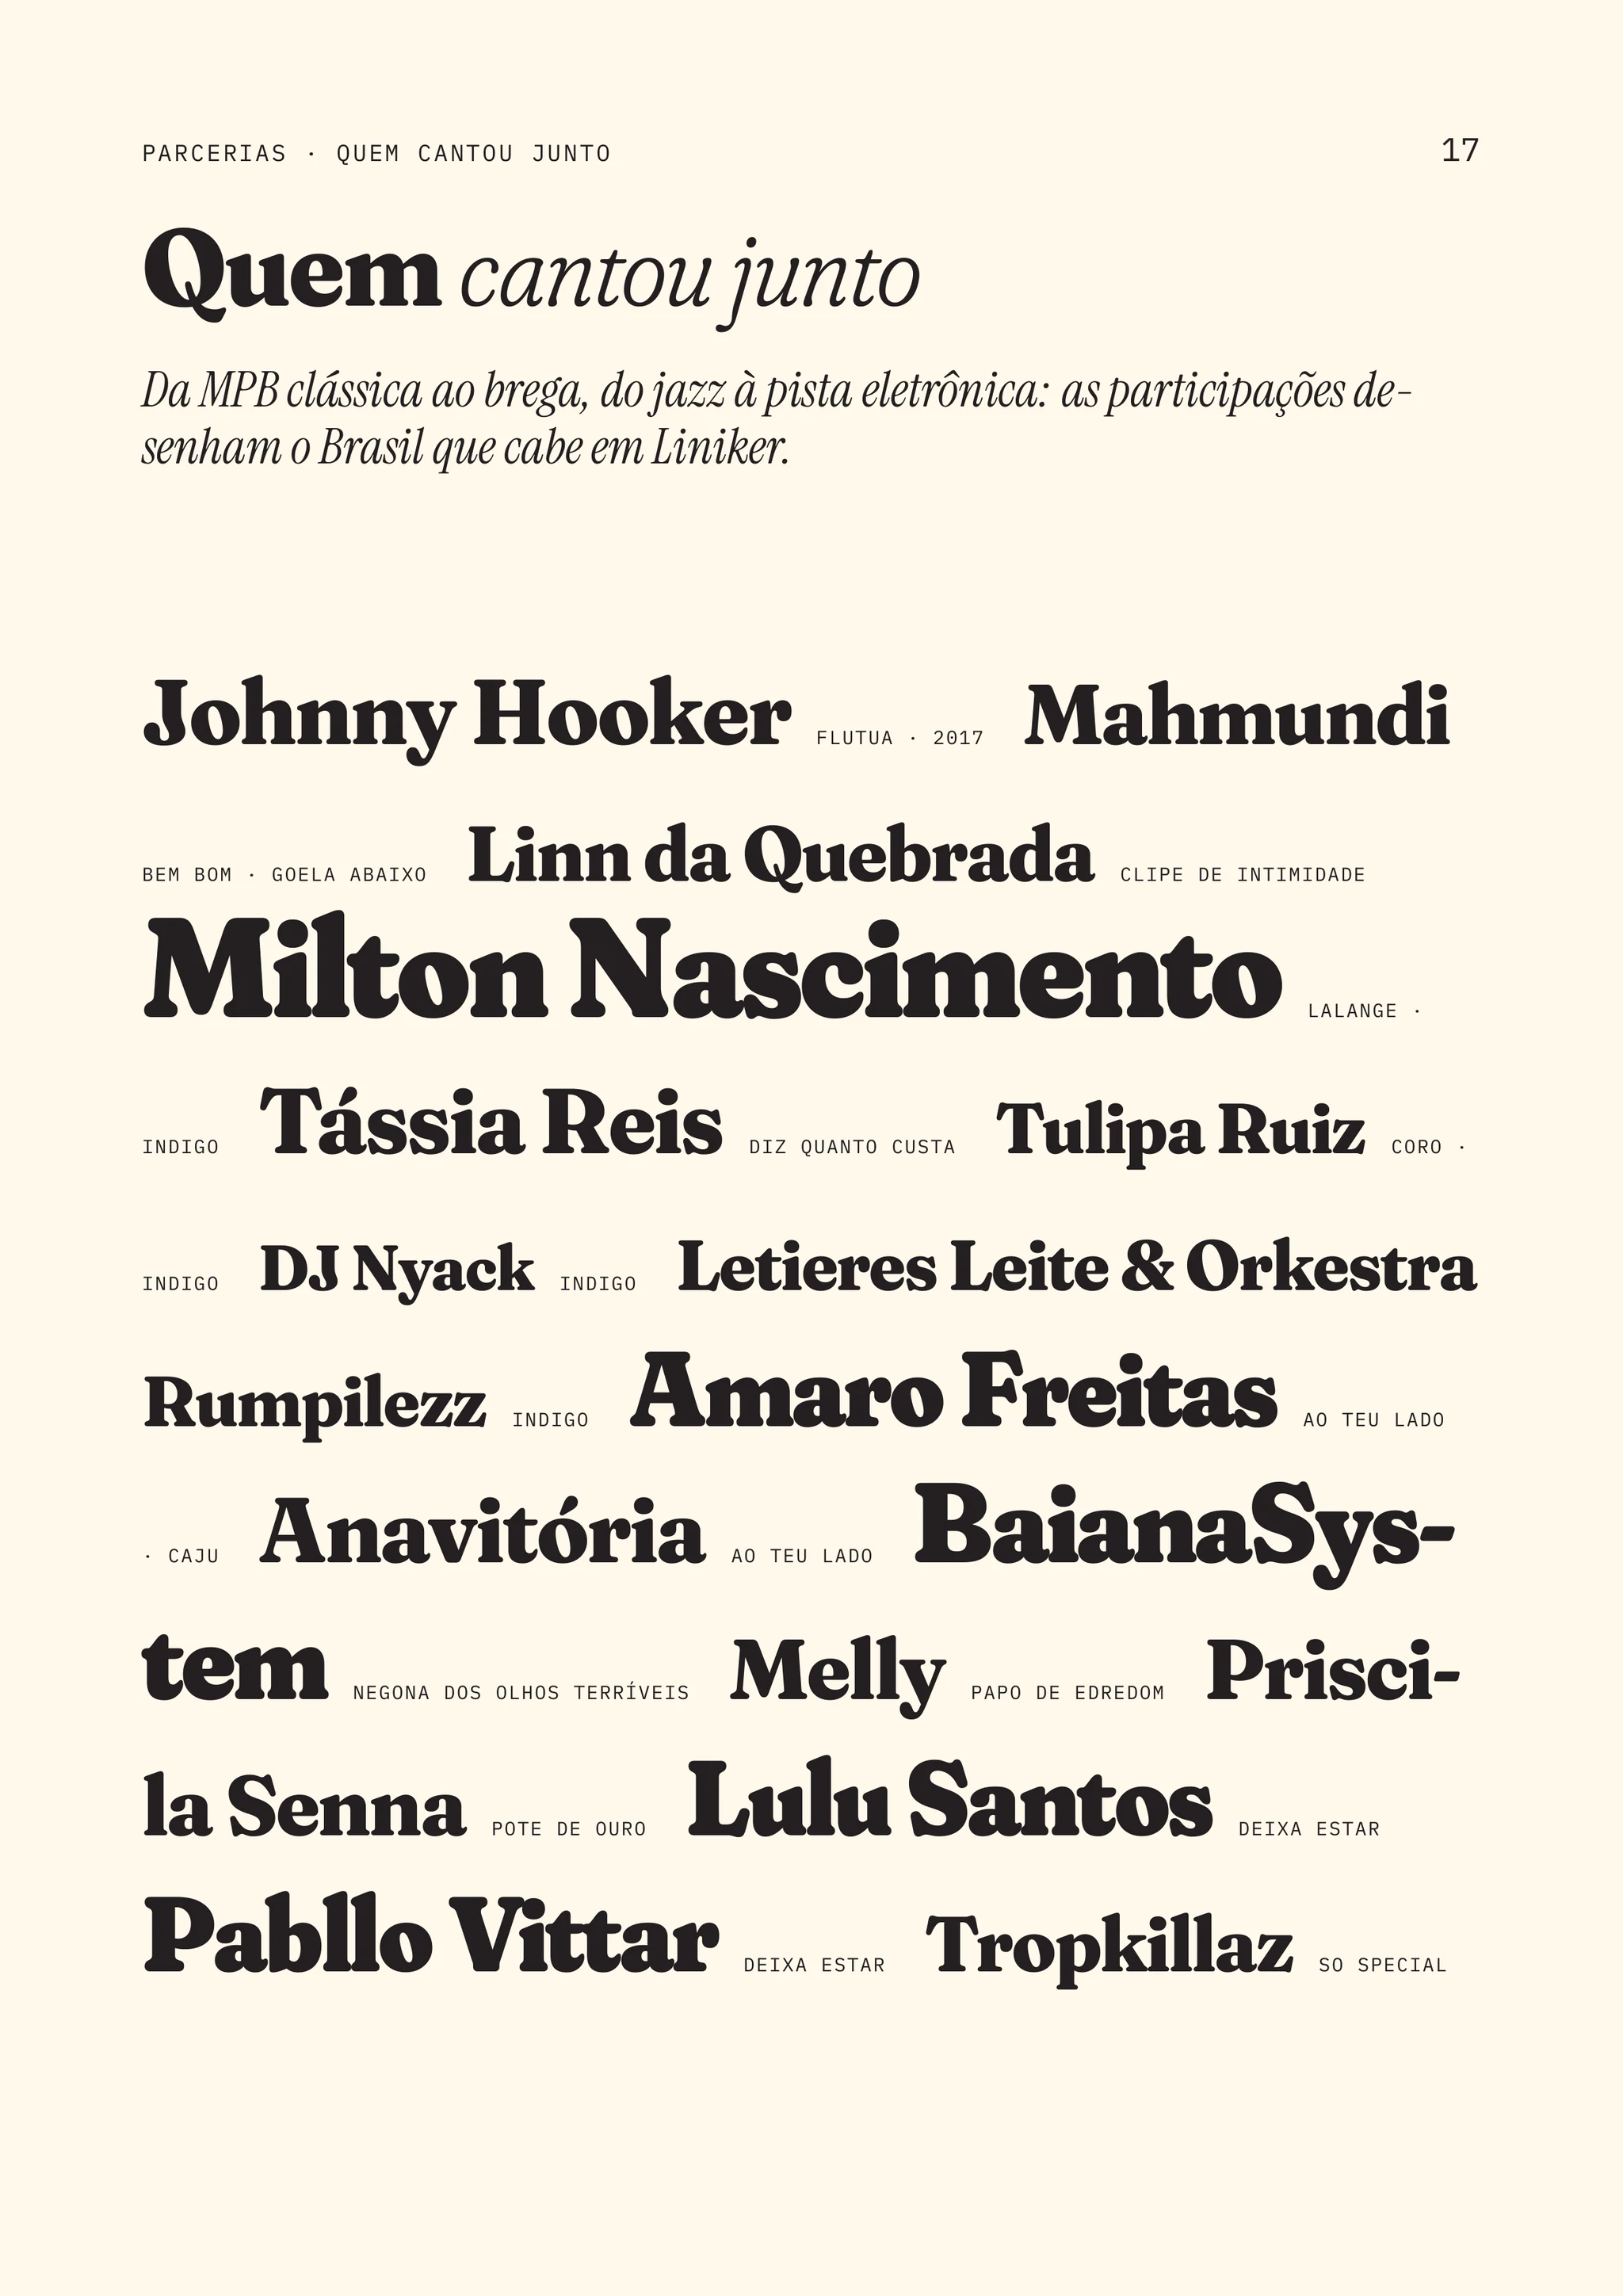 PARCERIAS · QUEM CANTOU JUNTO 17
Quem cantou junto
Da MPB clássica ao brega, do jazz à pista eletrônica: as participações de-
senham o Brasil que cabe em Liniker.
Johnny Hooker FLUTUA · 2017 Mahmundi
BEM BOM · GOELA ABAIXO Linn da Quebrada CLIPE DE INTIMIDADE
Milton Nascimento LALANGE ·
INDIGO Tássia Reis DIZ QUANTO CUSTA Tulipa Ruiz CORO ·
INDIGO DJ Nyack INDIGO Letieres Leite & Orkestra
Rumpilezz INDIGO Amaro Freitas AO TEU LADO
· CAJU Anavitória AO TEU LADO BaianaSys-
tem NEGONA DOS OLHOS TERRÍVEIS Melly PAPO DE EDREDOM Prisci-
la Senna POTE DE OURO Lulu Santos DEIXA ESTAR
Pabllo Vittar DEIXA ESTAR Tropkillaz SO SPECIAL